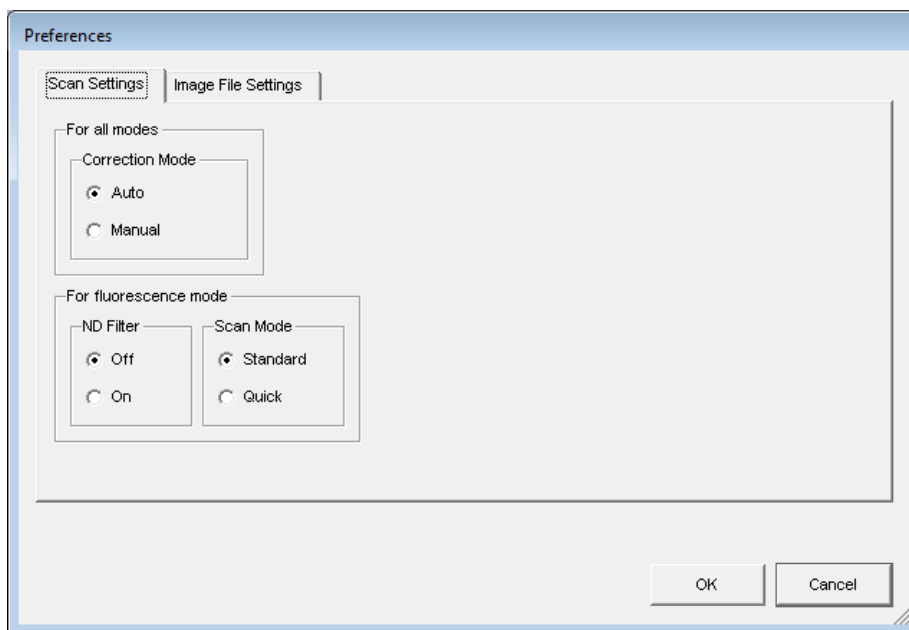 Preferences
Scan Settings
Image File Settings
For all modes
Correction Mode
Auto
Manual
For fluorescence mode
ND Filter
Scan Mode
Off
Standard
On
Quick
OK
Cancel